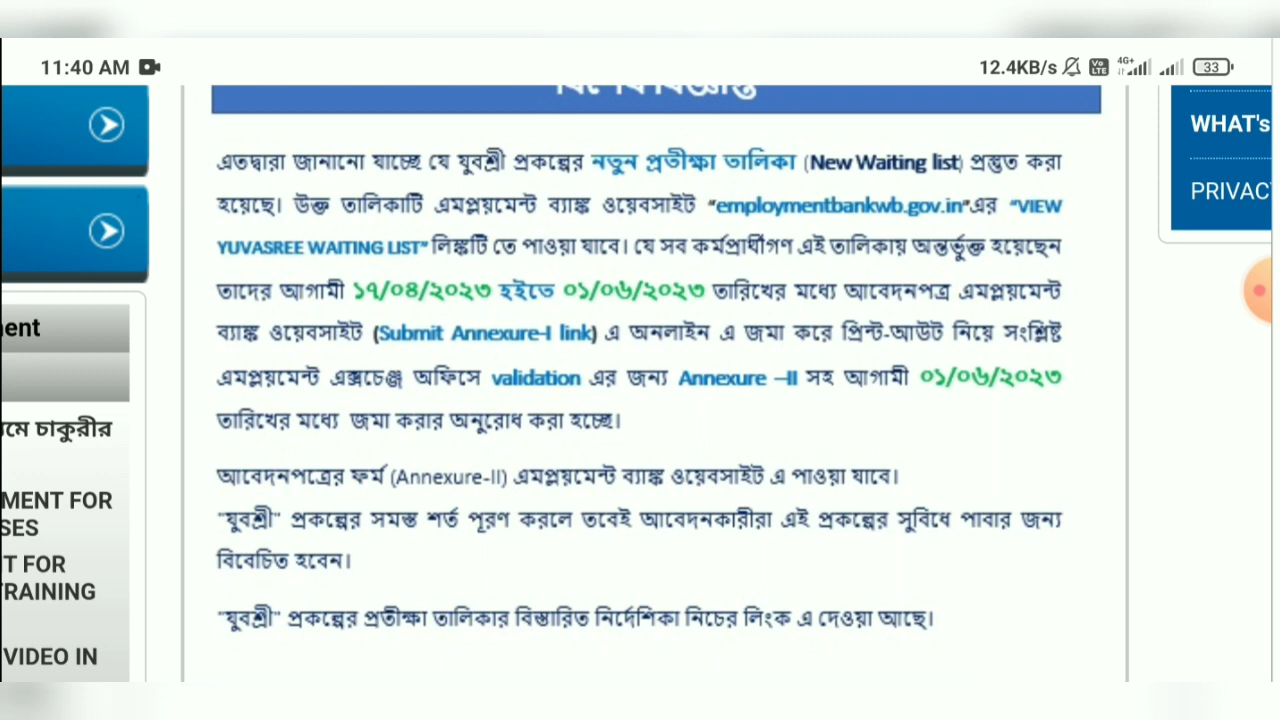 11:40 AM
12.4KB/s Vo LTE 4G+ 33
বিশেষ বিজ্ঞপ্তি
WHAT's
PRIVAC
এতদ্বারা জানানো যাচ্ছে যে যুবশ্রী প্রকল্পের নতুন প্রতীক্ষা তালিকা (New Waiting list) প্রস্তুত করা
হয়েছে। উক্ত তালিকাটি এমপ্লয়মেন্ট ব্যাঙ্ক ওয়েবসাইট “employmentbankwb.gov.in”এর “VIEW
YUVASREE WAITING LIST” লিঙ্কটি তে পাওয়া যাবে। যে সব কর্মপ্রার্থীগণ এই তালিকায় অন্তর্ভুক্ত হয়েছেন
তাদের আগামী ১৭/০৪/২০২৩ হইতে ০১/০৬/২০২৩ তারিখের মধ্যে আবেদনপত্র এমপ্লয়মেন্ট
ব্যাঙ্ক ওয়েবসাইট (Submit Annexure-I link) এ অনলাইন এ জমা করে প্রিন্ট-আউট নিয়ে সংশ্লিষ্ট
এমপ্লয়মেন্ট এক্সচেঞ্জ অফিসে validation এর জন্য Annexure –II সহ আগামী ০১/০৬/২০২৩
তারিখের মধ্যে জমা করার অনুরোধ করা হচ্ছে।
আবেদনপত্রের ফর্ম (Annexure-II) এমপ্লয়মেন্ট ব্যাঙ্ক ওয়েবসাইট এ পাওয়া যাবে।
"যুবশ্রী" প্রকল্পের সমস্ত শর্ত পূরণ করলে তবেই আবেদনকারীরা এই প্রকল্পের সুবিধে পাবার জন্য
বিবেচিত হবেন।
"যুবশ্রী" প্রকল্পের প্রতীক্ষা তালিকার বিস্তারিত নির্দেশিকা নিচের লিংক এ দেওয়া আছে।
ent
মে চাকুরীর
MENT FOR
SES
T FOR
RAINING
VIDEO IN